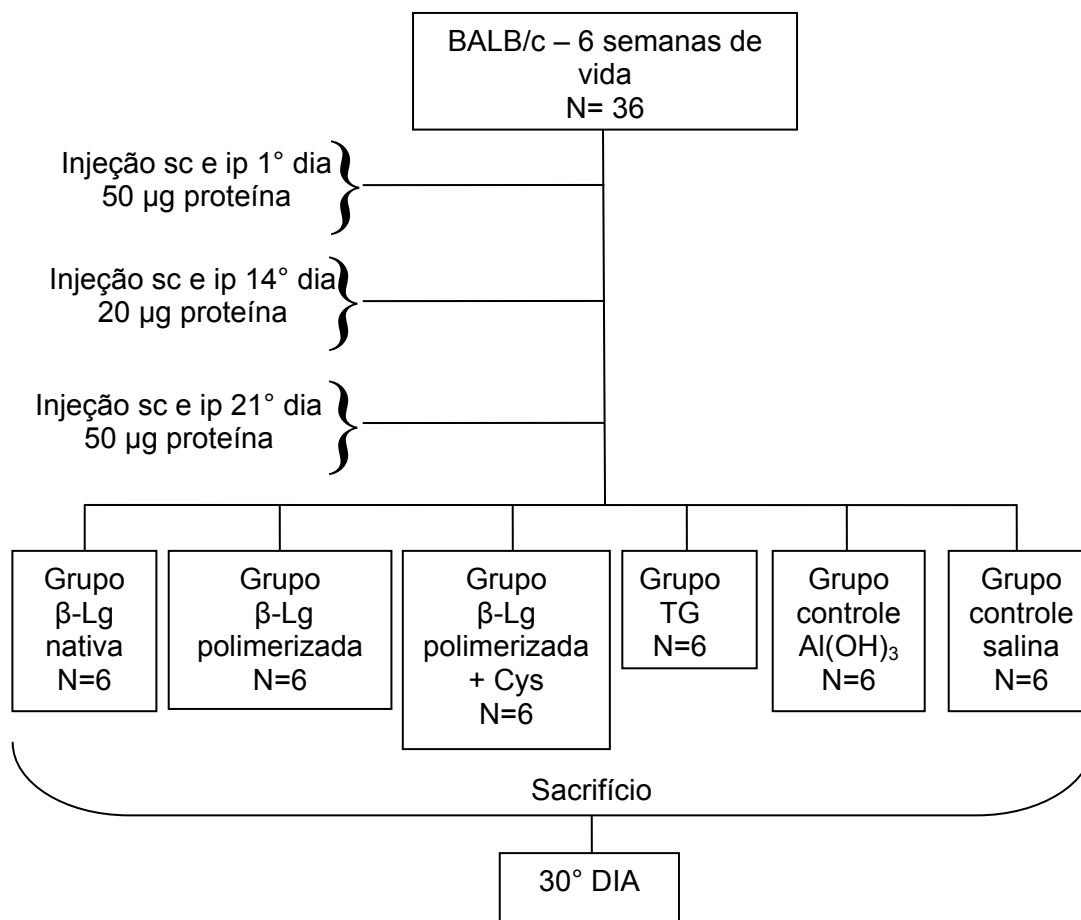 BALB/c – 6 semanas de
vida
N= 36
Injeção sc e ip 1° dia
50 µg proteína
Injeção sc e ip 14° dia
20 µg proteína
Injeção sc e ip 21° dia
50 µg proteína
Grupo
β-Lg
nativa
N=6
Grupo
β-Lg
polimerizada
N=6
Grupo
β-Lg
polimerizada
+ Cys
N=6
Grupo
TG
N=6
Grupo
controle
Al(OH)₃
N=6
Grupo
controle
salina
N=6
Sacrifício
30° DIA